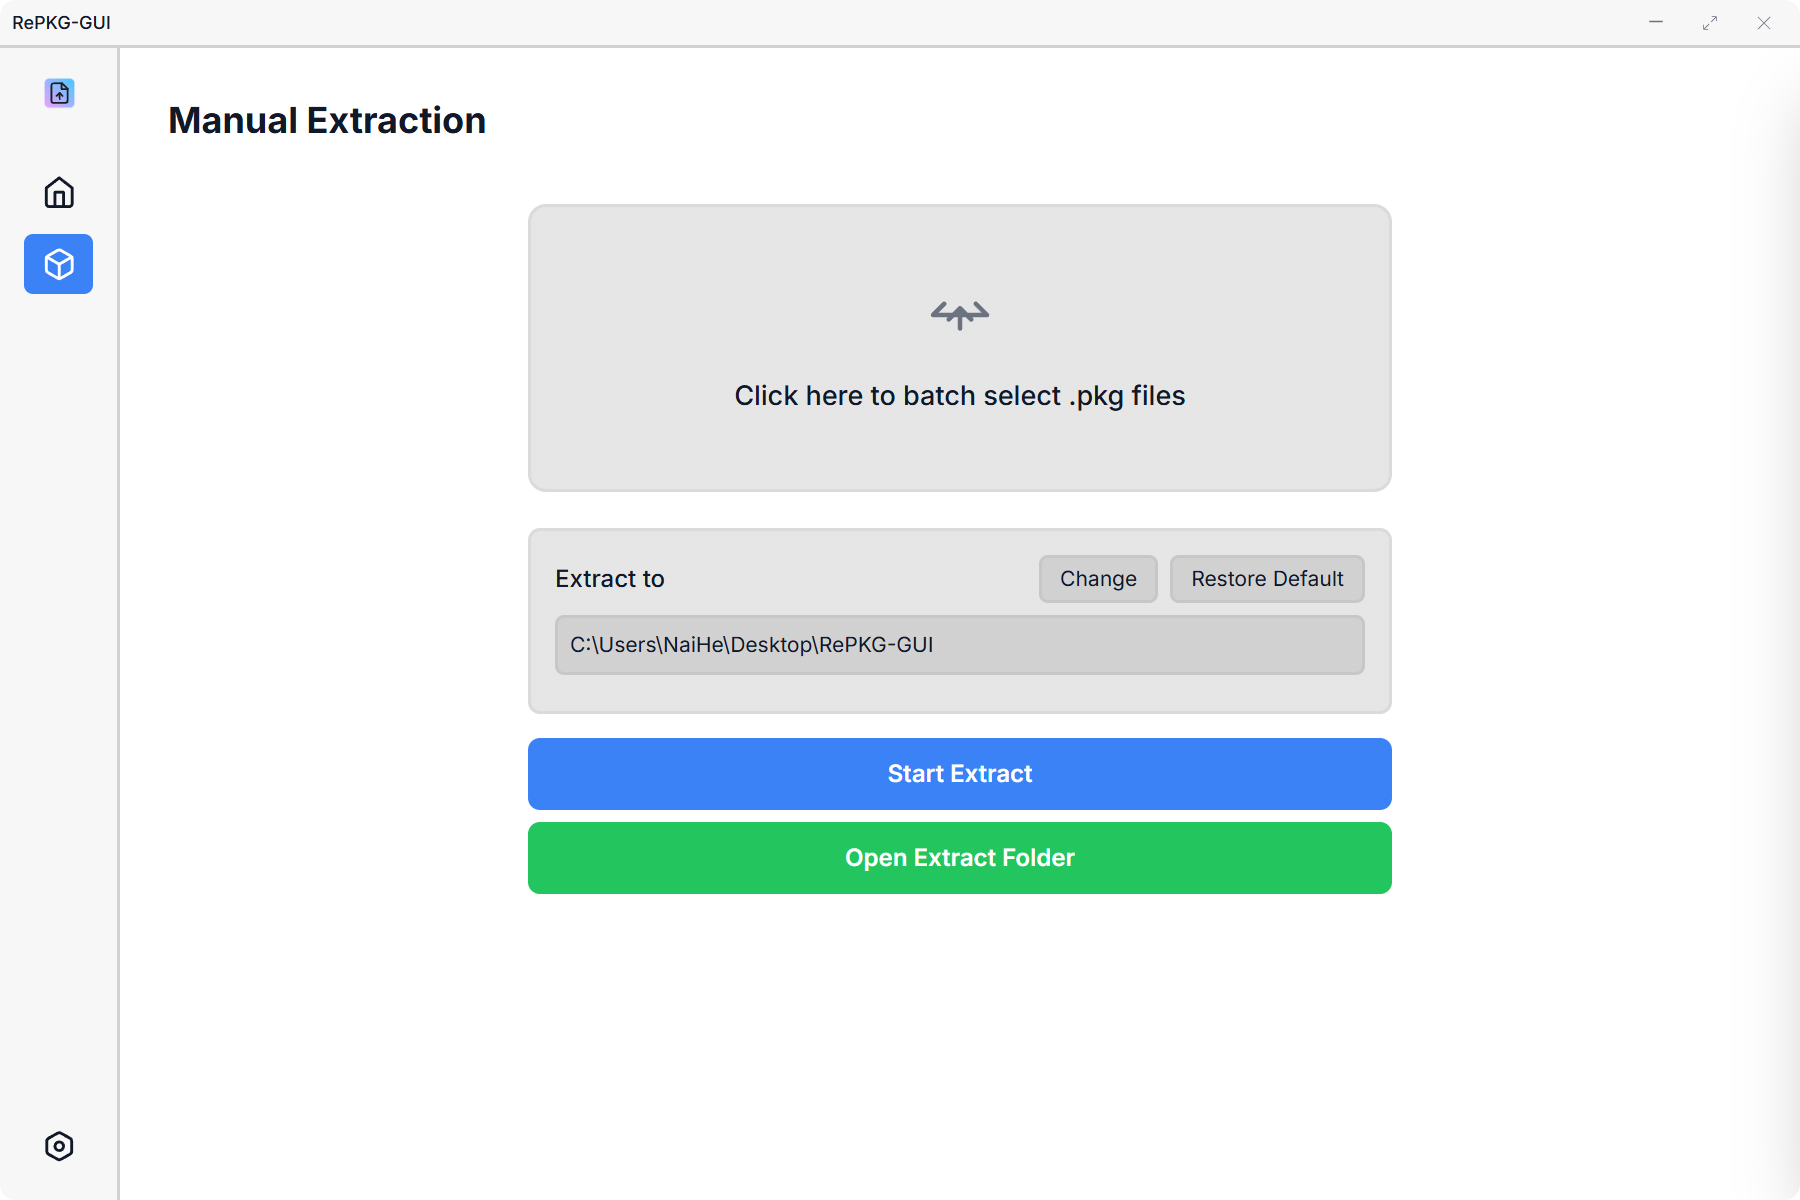 RePKG-GUI
Manual Extraction
Click here to batch select .pkg files
Extract to
Change
Restore Default
C:\Users\NaiHe\Desktop\RePKG-GUI
Start Extract
Open Extract Folder